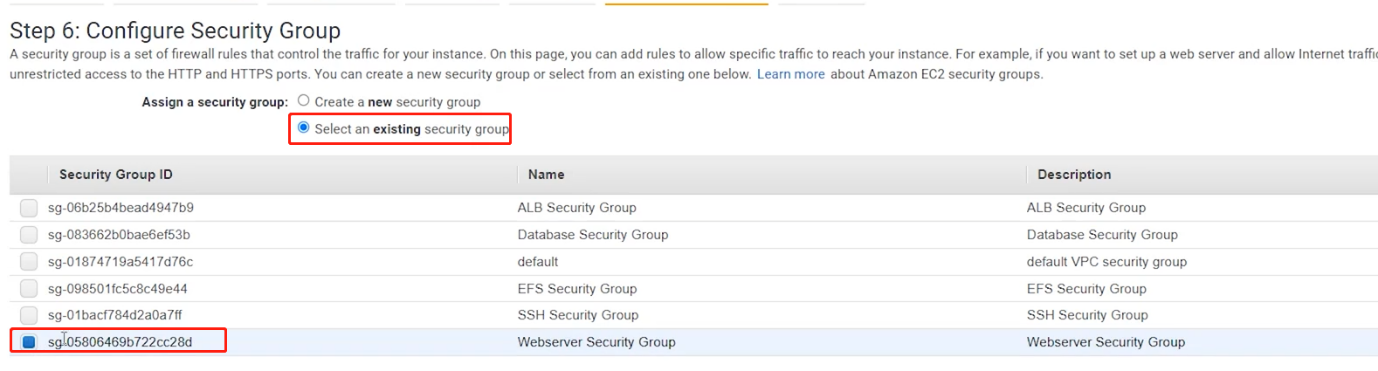 Step 6: Configure Security Group
A security group is a set of firewall rules that control the traffic for your instance. On this page, you can add rules to allow specific traffic to reach your instance. For example, if you want to set up a web server and allow Internet traffic
unrestricted access to the HTTP and HTTPS ports. You can create a new security group or select from an existing one below. Learn more about Amazon EC2 security groups.
Assign a security group: Create a new security group
Select an existing security group
Security Group ID Name Description
sg-06b25b4bead4947b9 ALB Security Group ALB Security Group
sg-083662b0bae6ef53b Database Security Group Database Security Group
sg-01874719a5417d76c default default VPC security group
sg-098501fc5c8c49e44 EFS Security Group EFS Security Group
sg-01bacf784d2a0a7ff SSH Security Group SSH Security Group
sg-05806469b722cc28d Webserver Security Group Webserver Security Group